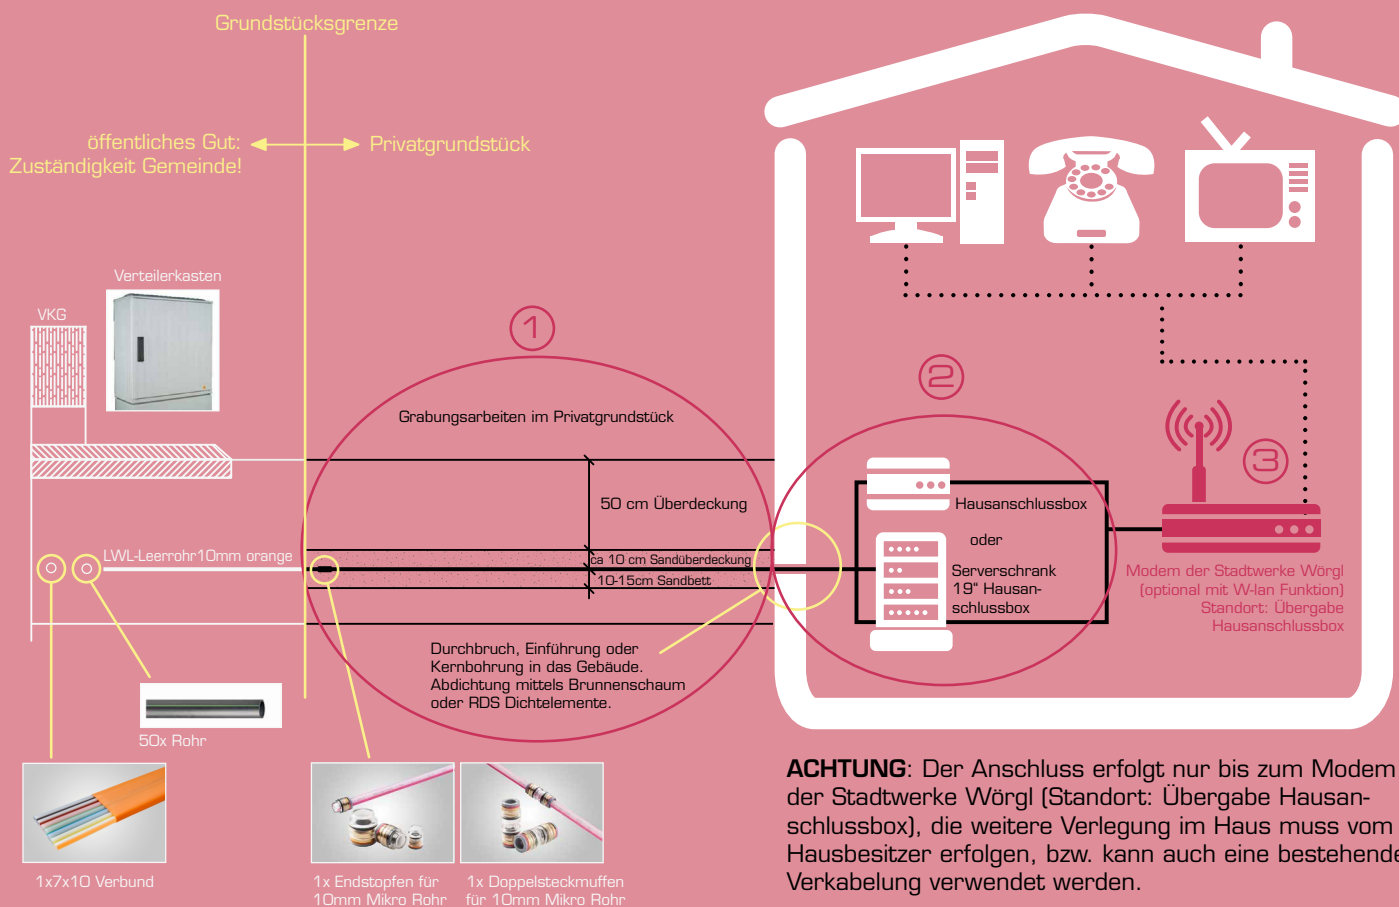 Grundstücksgrenze
öffentliches Gut:
Zuständigkeit Gemeinde!
Privatgrundstück
Verteilerkasten
VKG
1
Grabungsarbeiten im Privatgrundstück
50 cm Überdeckung
LWL-Leerrohr10mm orange
ca 10 cm Sandüberdeckung
10-15cm Sandbett
Durchbruch, Einführung oder
Kernbohrung in das Gebäude.
Abdichtung mittels Brunnenschaum
oder RDS Dichtelemente.
2
Hausanschlussbox
oder
Serverschrank
19“ Hausan-
schlussbox
3
Modem der Stadtwerke Wörgl
(optional mit W-lan Funktion)
Standort: Übergabe
Hausanschlussbox
50x Rohr
1x7x10 Verbund
1x Endstopfen für
10mm Mikro Rohr
1x Doppelsteckmuffen
für 10mm Mikro Rohr
ACHTUNG: Der Anschluss erfolgt nur bis zum Modem
der Stadtwerke Wörgl (Standort: Übergabe Hausan-
schlussbox), die weitere Verlegung im Haus muss vom
Hausbesitzer erfolgen, bzw. kann auch eine bestehende
Verkabelung verwendet werden.